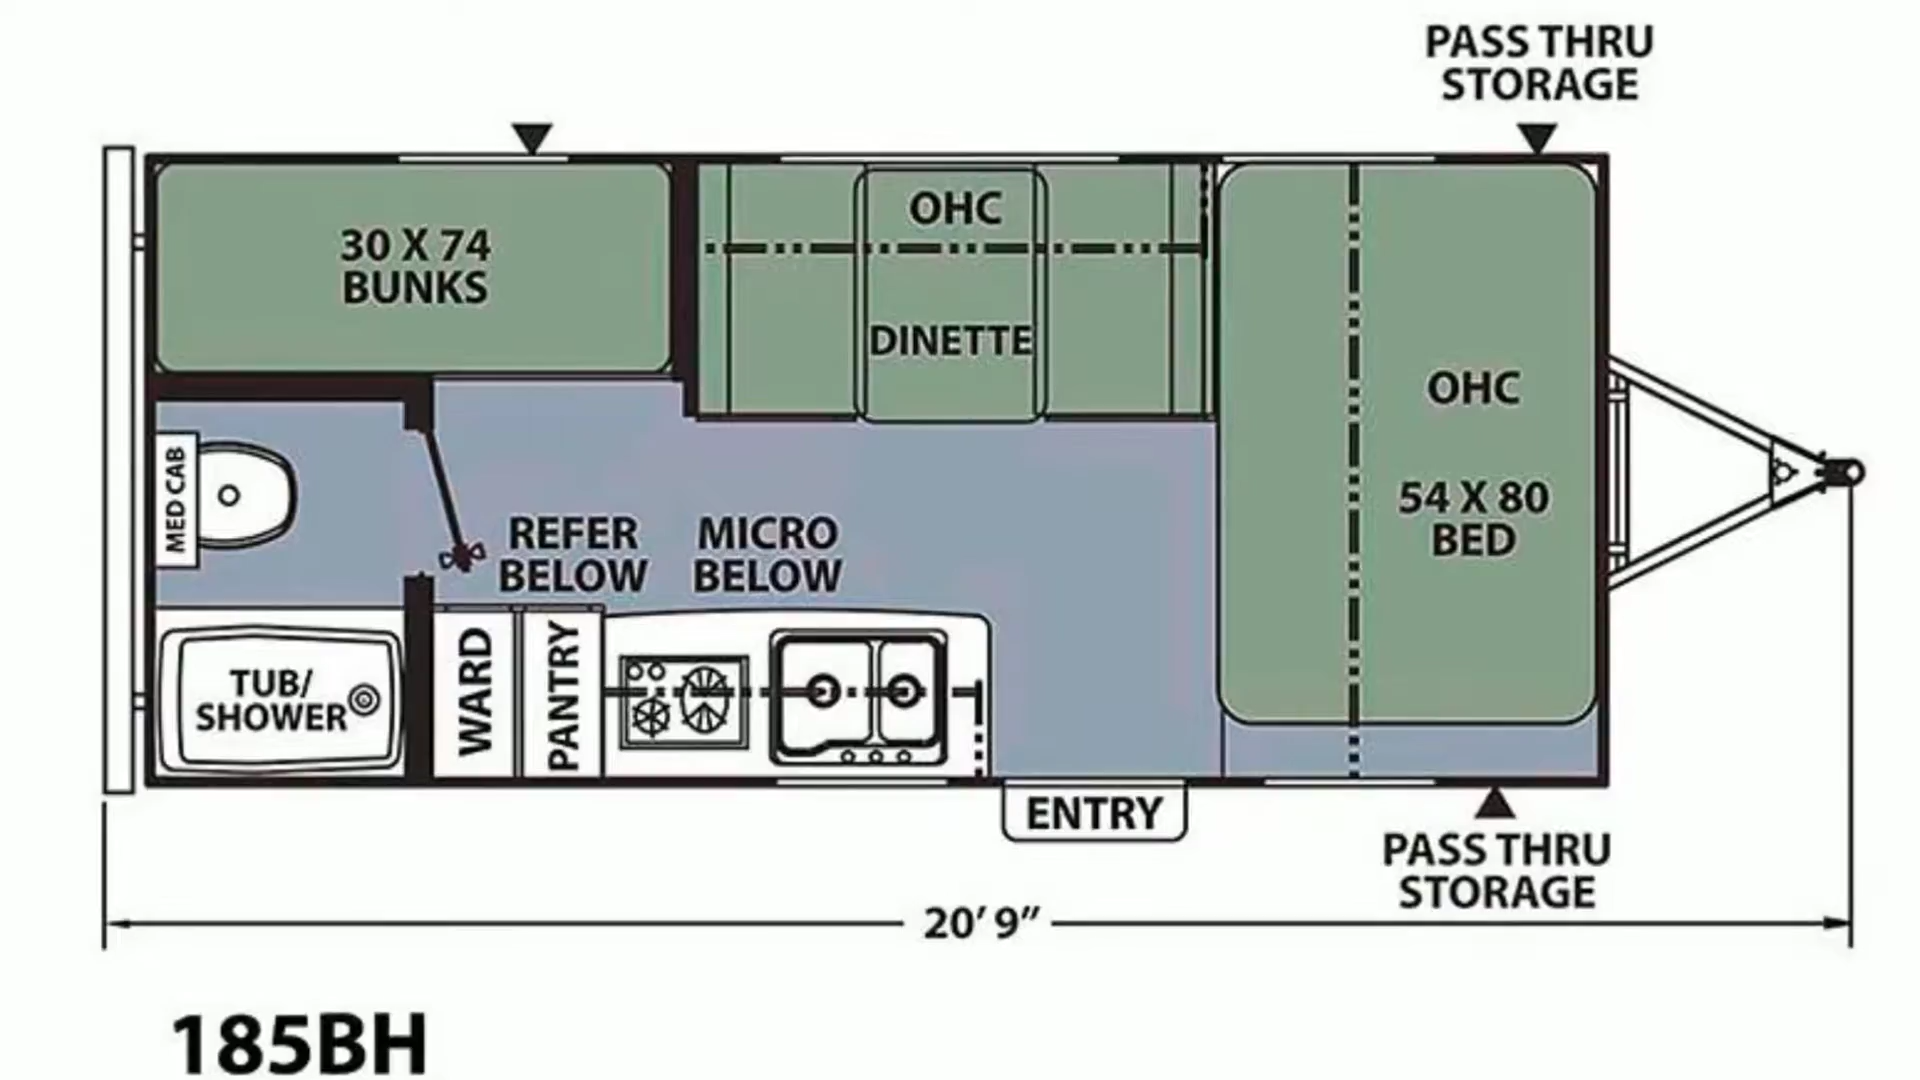 PASS THRU
STORAGE
30 X 74
BUNKS
OHC
DINETTE
OHC
54 X 80
BED
MED CAB
REFER
BELOW
MICRO
BELOW
TUB/
SHOWER
WARD
PANTRY
ENTRY
PASS THRU
STORAGE
20' 9"
185BH